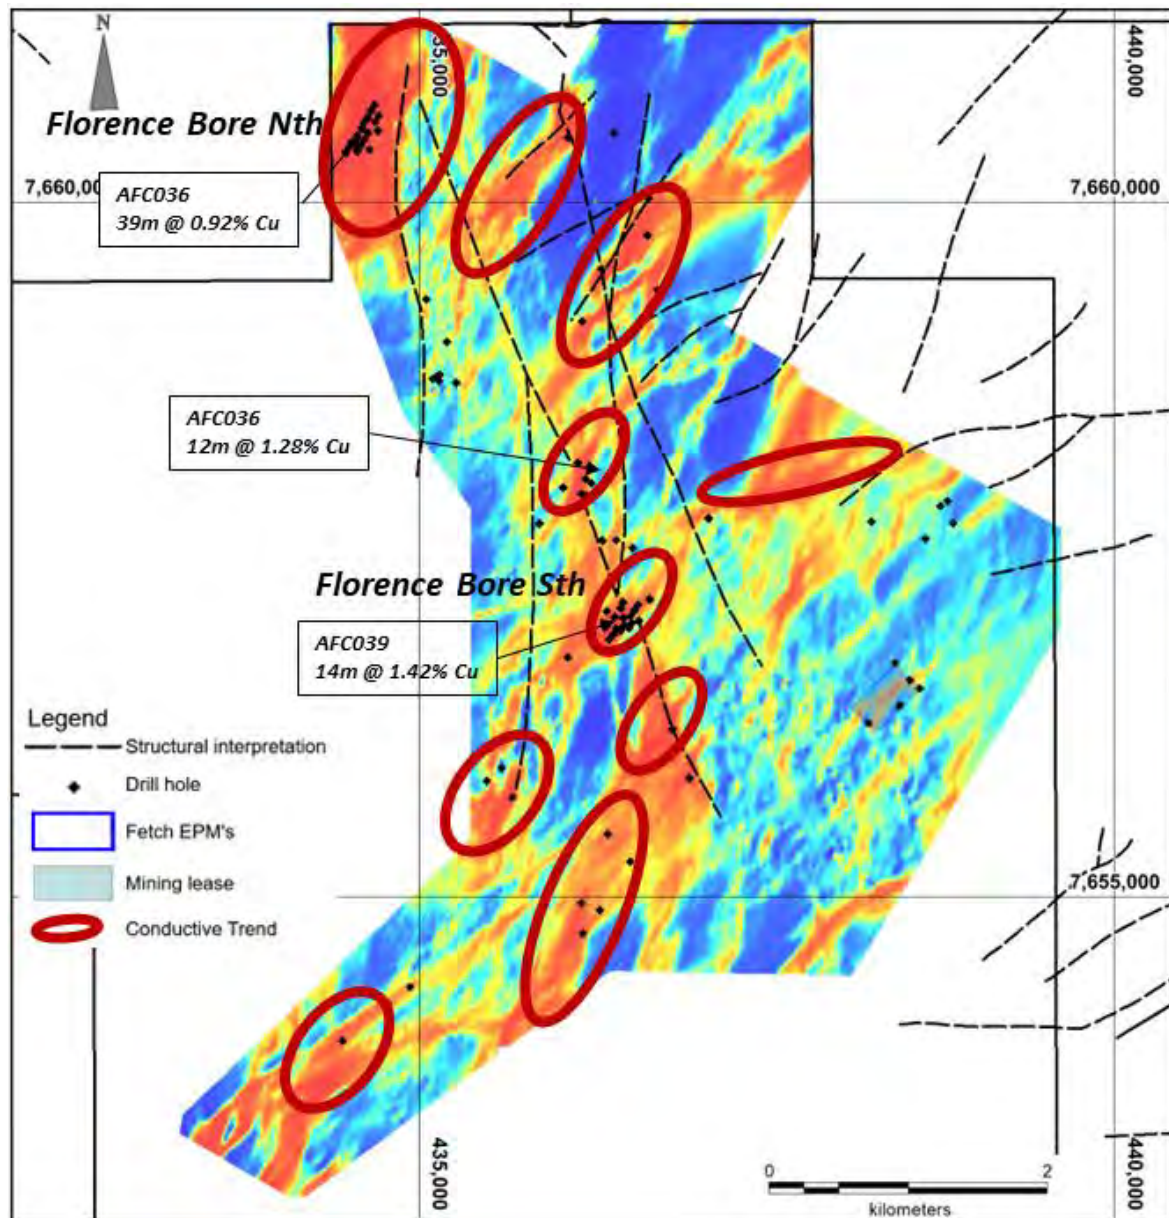 N
435,000
440,000
Florence Bore Nth
7,660,000
7,660,000
AFC036
39m @ 0.92% Cu
AFC036
12m @ 1.28% Cu
Florence Bore Sth
AFC039
14m @ 1.42% Cu
Legend
Structural interpretation
Drill hole
Fetch EPM's
Mining lease
Conductive Trend
7,655,000
435,000
440,000
0
2
kilometers